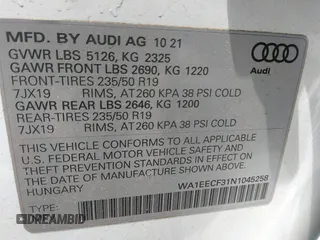 MFD. BY AUDI AG 10 21
GVWR LBS 5126, KG 2325
GAWR FRONT LBS 2690, KG 1220
FRONT-TIRES 235/50 R19
7JX19 RIMS, AT 260 KPA 38 PSI COLD
GAWR REAR LBS 2646, KG 1200
REAR-TIRES 235/50 R19
7JX19 RIMS, AT 260 KPA 38 PSI COLD
Audi
THIS VEHICLE CONFORMS TO ALL APPLICABLE
U.S. FEDERAL MOTOR VEHICLE SAFETY AND
THEFT PREVENTION STANDARDS IN EFFECT ON
THE DATE OF MANUFACTURE SHOWN ABOVE.
PASSENGER CAR
HUNGARY WA1EECF31N1045258
DREAMBID